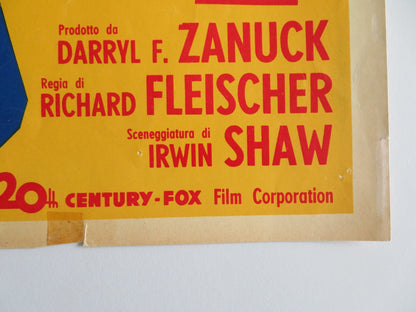 Prodotto da
DARRYL F. ZANUCK
Regia di
RICHARD FLEISCHER
Sceneggiatura di
IRWIN SHAW
20th CENTURY-FOX Film Corporation